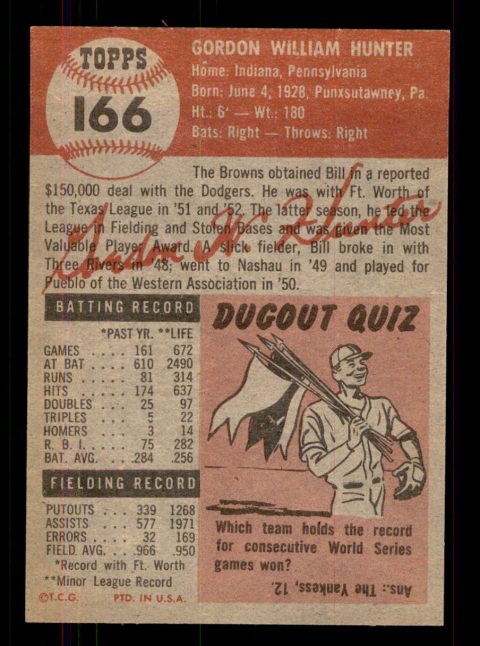 TOPPS
166
GORDON WILLIAM HUNTER
Home: Indiana, Pennsylvania
Born: June 4, 1928, Punxsutawney, Pa.
Ht.: 6' — Wt.: 180
Bats: Right — Throws: Right
The Browns obtained Bill in a reported
$150,000 deal with the Dodgers. He was with Ft. Worth of
the Texas League in '51 and '52. The latter season, he led the
League in Fielding and Stolen Bases and was given the Most
Valuable Player Award. A slick fielder, Bill broke in with
Three Rivers in '48; went to Nashau in '49 and played for
Pueblo of the Western Association in '50.
Gordon W. Hunter
BATTING RECORD
*PAST YR. **LIFE
GAMES .... 161 672
AT BAT .... 610 2490
RUNS .... 81 314
HITS .... 174 637
DOUBLES .. 25 97
TRIPLES .. 5 22
HOMERS .. 3 14
R. B. I. .... 75 282
BAT. AVG. .. .284 .256
FIELDING RECORD
PUTOUTS .. 339 1268
ASSISTS .. 577 1971
ERRORS .. 32 169
FIELD AVG. .. .966 .950
*Record with Ft. Worth
**Minor League Record
©T.C.G. PTD. IN U.S.A.
DUGOUT QUIZ
Which team holds the record
for consecutive World Series
games won?
Ans.: The Yankess, 12.